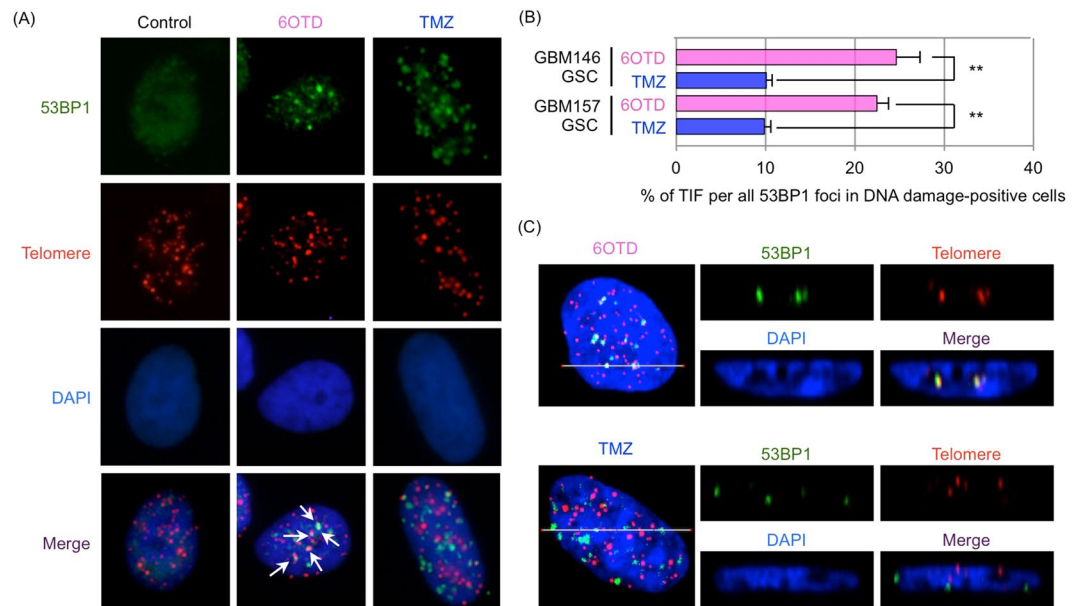 (A)
Control
6OTD
TMZ
53BP1
Telomere
DAPI
Merge
(B)
GBM146
GSC
6OTD
TMZ
**
GBM157
GSC
6OTD
TMZ
**
0
10
20
30
40
% of TIF per all 53BP1 foci in DNA damage-positive cells
(C)
6OTD
53BP1
Telomere
DAPI
Merge
TMZ
53BP1
Telomere
DAPI
Merge